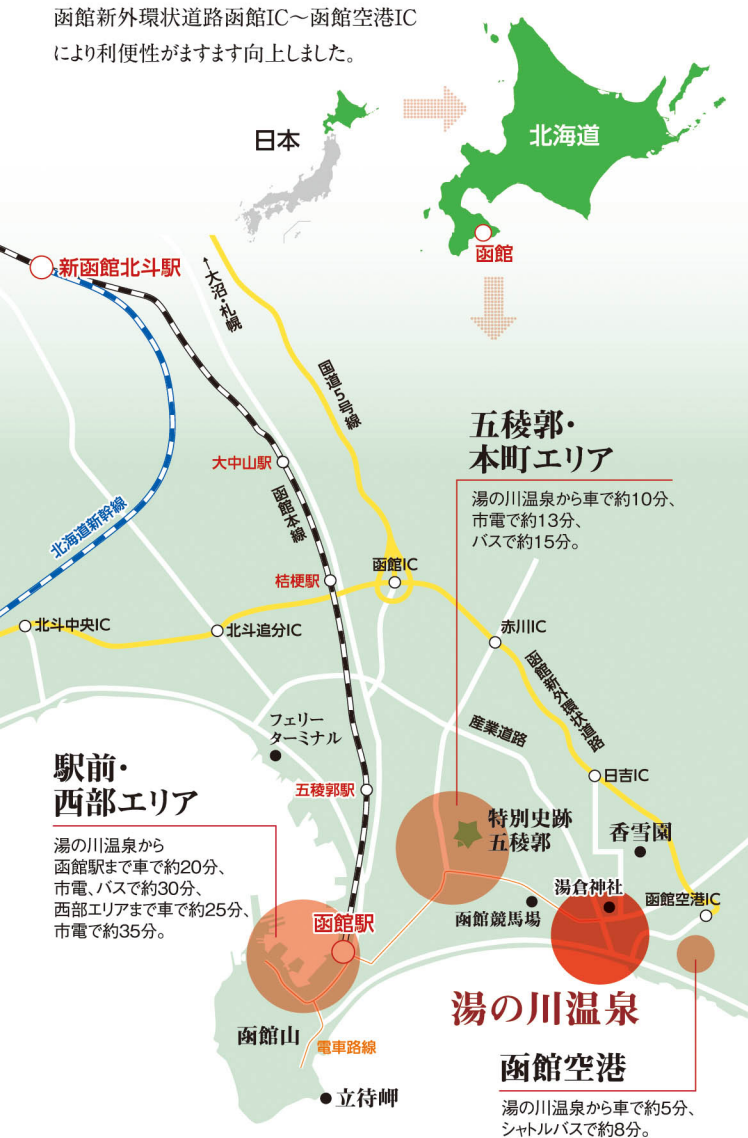 函館新外環状道路函館IC～函館空港IC
により利便性がますます向上しました。
日本
北海道
函館
新函館北斗駅
←大沼・札幌
国道5号線
五稜郭・
本町エリア
湯の川温泉から車で約10分、
市電で約13分、
バスで約15分。
大中山駅
函館本線
北海道新幹線
桔梗駅
函館IC
北斗中央IC
北斗追分IC
赤川IC
函館新外環状道路
産業道路
フェリー
ターミナル
日吉IC
駅前・
西部エリア
湯の川温泉から
函館駅まで車で約20分、
市電、バスで約30分、
西部エリアまで車で約25分、
市電で約35分。
五稜郭駅
特別史跡
五稜郭
香雪園
湯倉神社
函館空港IC
函館競馬場
函館駅
湯の川温泉
函館山
電車路線
立待岬
函館空港
湯の川温泉から車で約5分、
シャトルバスで約8分。